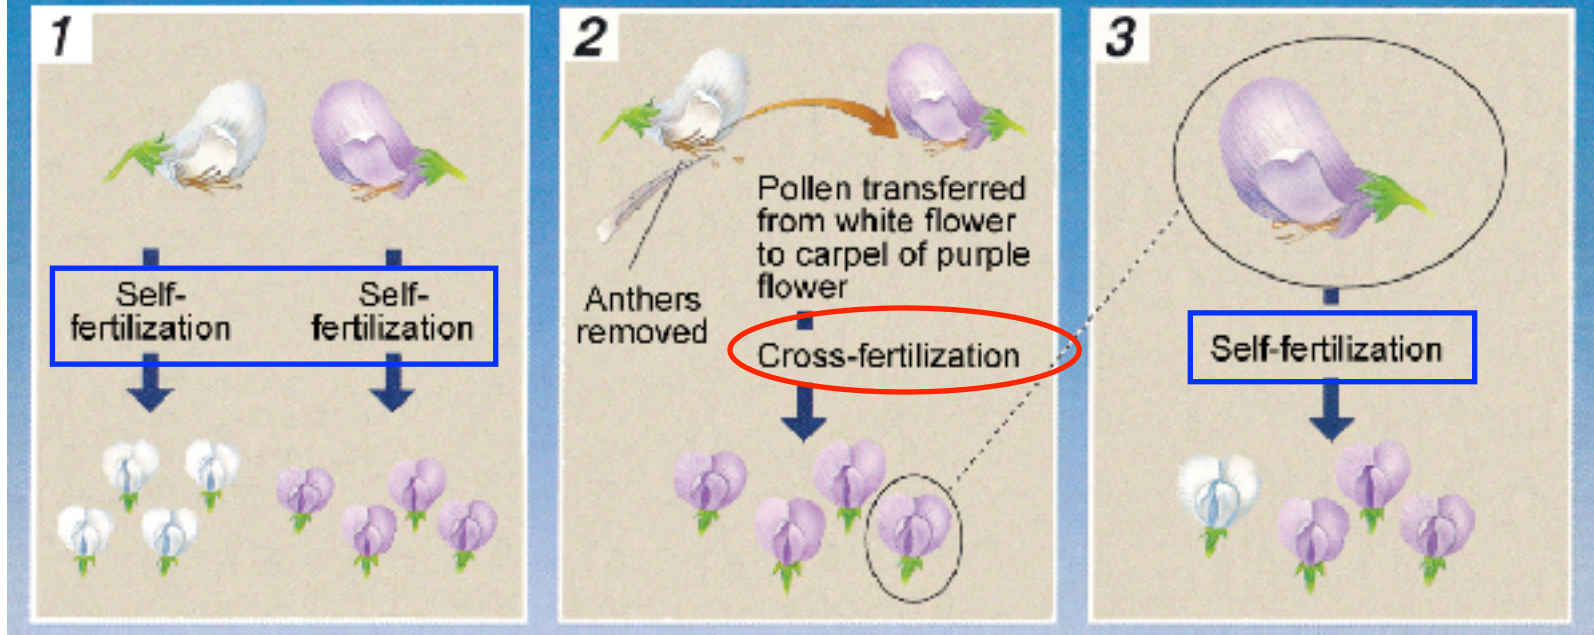 1
Self-
fertilization
Self-
fertilization
2
Anthers
removed
Pollen transferred
from white flower
to carpel of purple
flower
Cross-fertilization
3
Self-fertilization